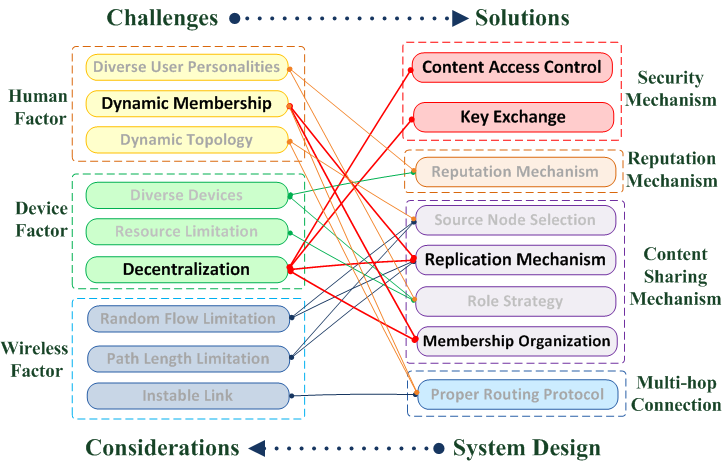 Challenges
Solutions
Human
Factor
Diverse User Personalities
Dynamic Membership
Dynamic Topology
Device
Factor
Diverse Devices
Resource Limitation
Decentralization
Wireless
Factor
Random Flow Limitation
Path Length Limitation
Instable Link
Content Access Control
Key Exchange
Security
Mechanism
Reputation Mechanism
Reputation
Mechanism
Source Node Selection
Replication Mechanism
Role Strategy
Membership Organization
Content
Sharing
Mechanism
Proper Routing Protocol
Multi-hop
Connection
Considerations
System Design